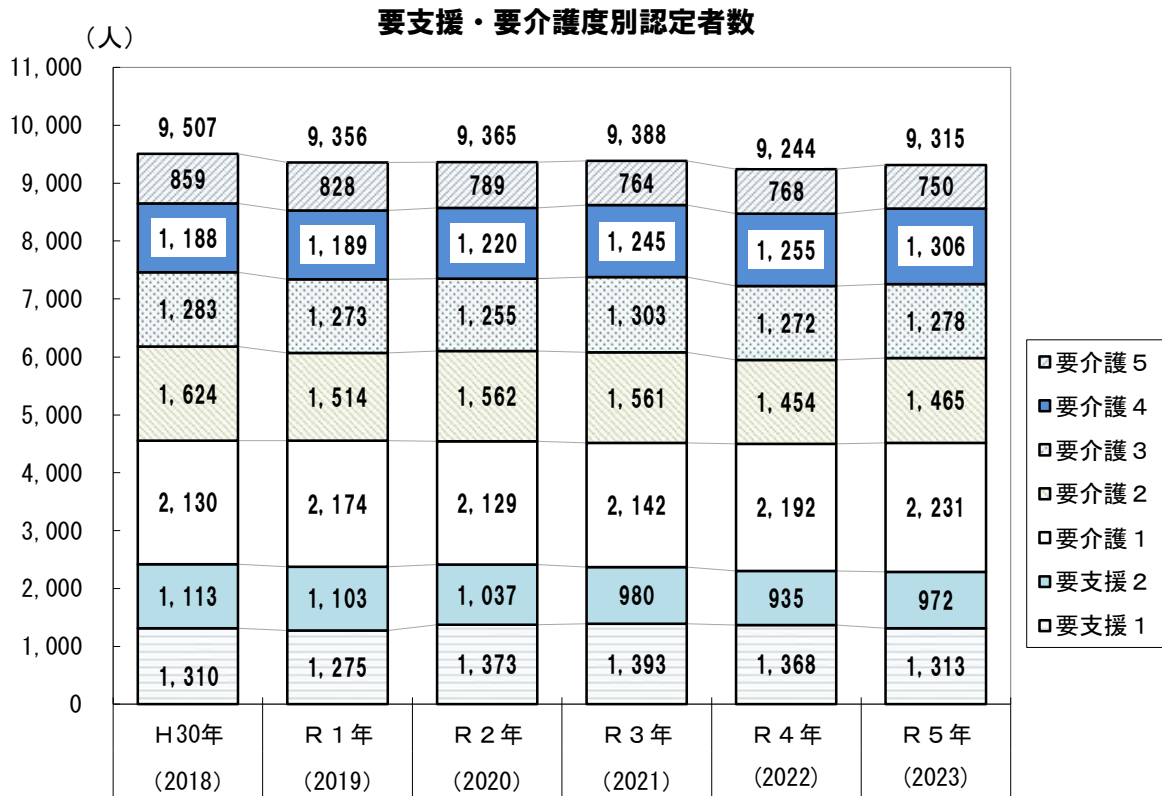 要支援・要介護度別認定者数
（人）
11,000
10,000
9,000
8,000
7,000
6,000
5,000
4,000
3,000
2,000
1,000
0
9,507 9,356 9,365 9,388 9,244 9,315
859 828 789 764 768 750
1,188 1,189 1,220 1,245 1,255 1,306
1,283 1,273 1,255 1,303 1,272 1,278
1,624 1,514 1,562 1,561 1,454 1,465
2,130 2,174 2,129 2,142 2,192 2,231
1,113 1,103 1,037 980 935 972
1,310 1,275 1,373 1,393 1,368 1,313
H30年 R１年 R２年 R３年 R４年 R５年
(2018) (2019) (2020) (2021) (2022) (2023)
要介護５
要介護４
要介護３
要介護２
要介護１
要支援２
要支援１